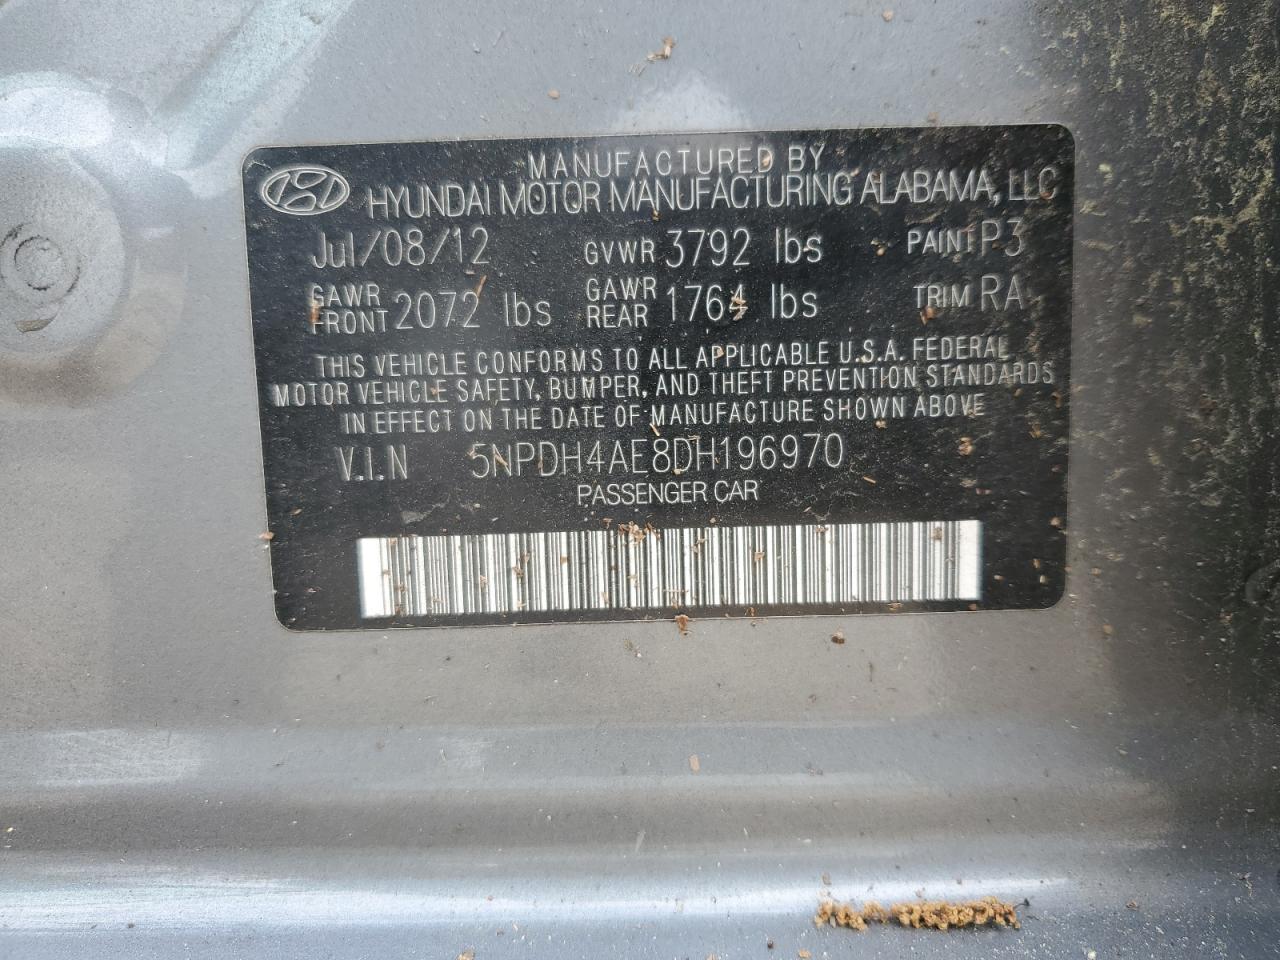 MANUFACTURED BY
HYUNDAI MOTOR MANUFACTURING ALABAMA, LLC
Jul/08/12 GVWR 3792 lbs PAINT P3
GAWR FRONT 2072 lbs GAWR REAR 1764 lbs TRIM RA
THIS VEHICLE CONFORMS TO ALL APPLICABLE U.S.A. FEDERAL
MOTOR VEHICLE SAFETY, BUMPER, AND THEFT PREVENTION STANDARDS
IN EFFECT ON THE DATE OF MANUFACTURE SHOWN ABOVE
V.I.N 5NPDH4AE8DH196970
PASSENGER CAR